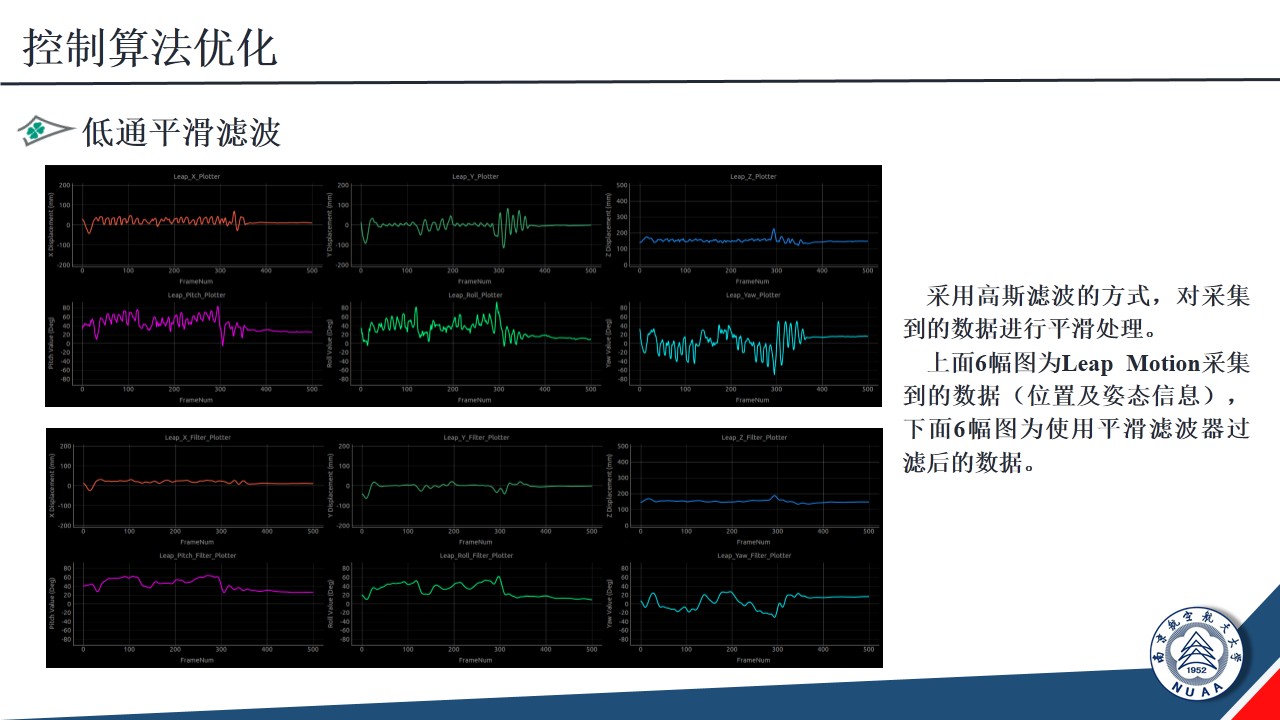 控制算法优化
低通平滑滤波
Leap_X_Plotter
Leap_Y_Plotter
Leap_Z_Plotter
X Displacement (mm)
200
100
0
-100
-200
Y Displacement (mm)
200
100
0
-100
-200
Z Displacement (mm)
500
400
300
200
100
0
0 100 200 300 400 500
0 100 200 300 400 500
0 100 200 300 400 500
FrameNum
FrameNum
FrameNum
Leap_Pitch_Plotter
Leap_Roll_Plotter
Leap_Yaw_Plotter
Pitch Value (Deg)
80
60
40
20
0
-20
-40
-60
-80
Roll Value (Deg)
80
60
40
20
0
-20
-40
-60
-80
Yaw Value (Deg)
80
60
40
20
0
-20
-40
-60
-80
0 100 200 300 400 500
0 100 200 300 400 500
0 100 200 300 400 500
FrameNum
FrameNum
FrameNum
Leap_X_Filter_Plotter
Leap_Y_Filter_Plotter
Leap_Z_Filter_Plotter
X Displacement (mm)
200
100
0
-100
-200
Y Displacement (mm)
200
100
0
-100
-200
Z Displacement (mm)
500
400
300
200
100
0
0 100 200 300 400 500
0 100 200 300 400 500
0 100 200 300 400 500
FrameNum
FrameNum
FrameNum
Leap_Pitch_Filter_Plotter
Leap_Roll_Filter_Plotter
Leap_Yaw_Filter_Plotter
Pitch Value (Deg)
80
60
40
20
0
-20
-40
-60
-80
Roll Value (Deg)
80
60
40
20
0
-20
-40
-60
-80
Yaw Value (Deg)
80
60
40
20
0
-20
-40
-60
-80
0 100 200 300 400 500
0 100 200 300 400 500
0 100 200 300 400 500
FrameNum
FrameNum
FrameNum
采用高斯滤波的方式，对采集
到的数据进行平滑处理。
上面6幅图为Leap Motion采集
到的数据（位置及姿态信息），
下面6幅图为使用平滑滤波器过
滤后的数据。
南京航空航天大学
1952
NUAA